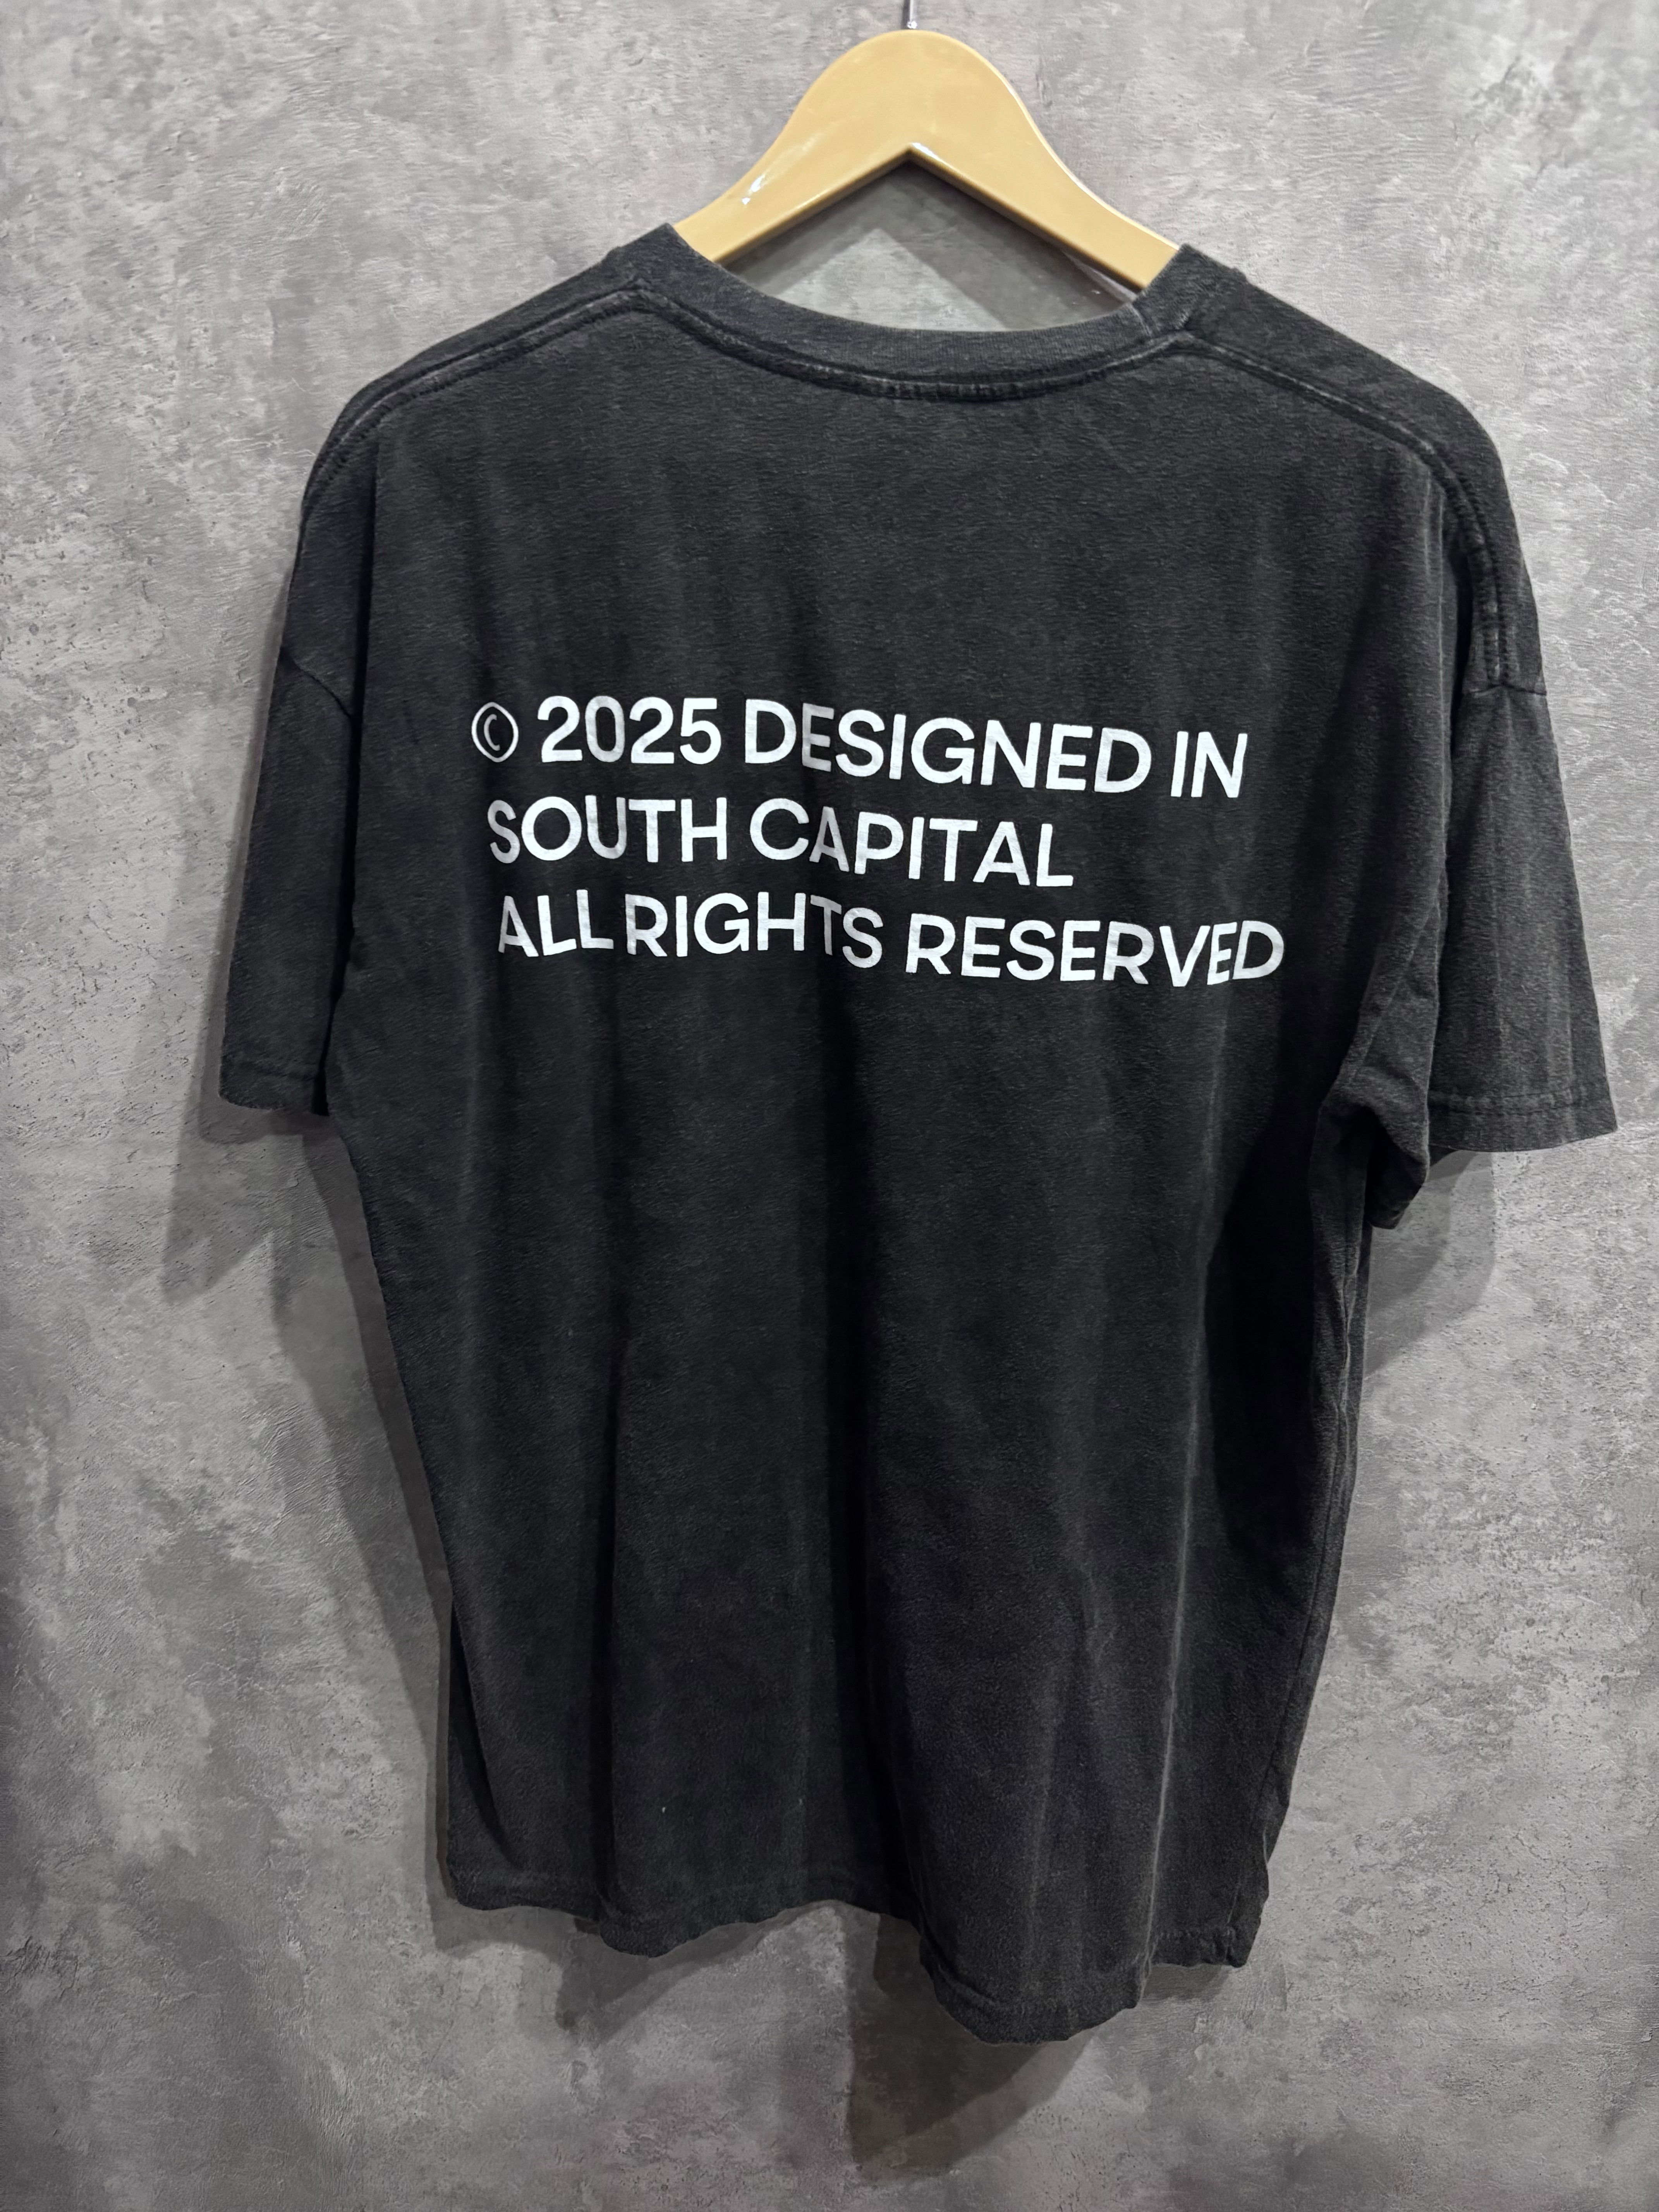 © 2025 DESIGNED IN
SOUTH CAPITAL
ALL RIGHTS RESERVED